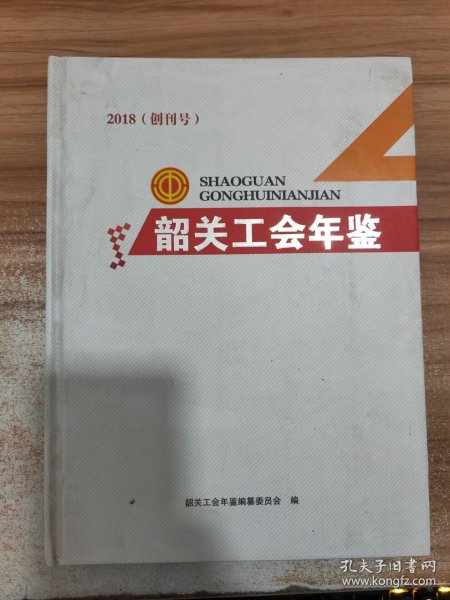 2018（创刊号）
SHAOGUAN
GONGHUINIANJIAN
韶关工会年鉴
韶关工会年鉴编纂委员会 编
孔夫子旧书网
www.kongfz.com